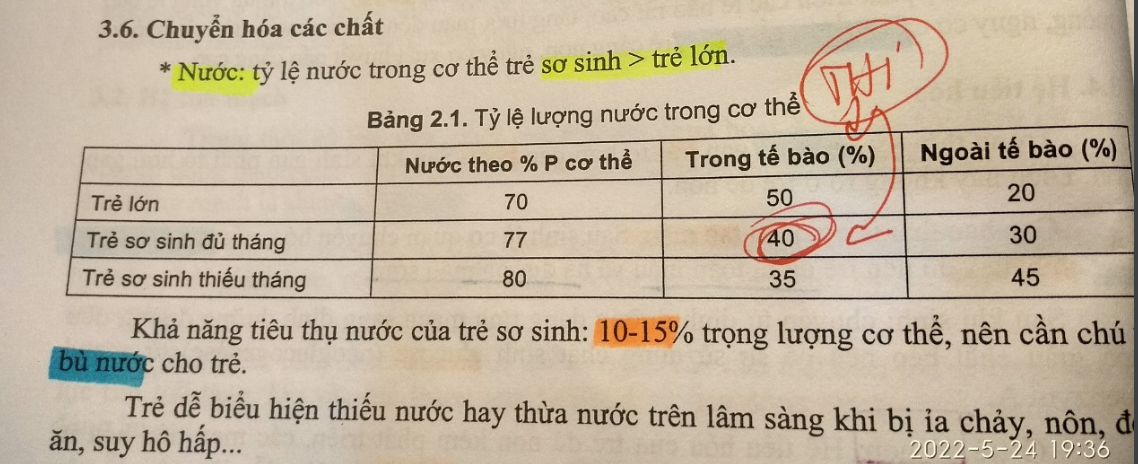 3.6. Chuyển hóa các chất
* Nước: tỷ lệ nước trong cơ thể trẻ sơ sinh > trẻ lớn.
THI
Bảng 2.1. Tỷ lệ lượng nước trong cơ thể
Nước theo % P cơ thể Trong tế bào (%) Ngoài tế bào (%)
Trẻ lớn 70 50 20
Trẻ sơ sinh đủ tháng 77 40 30
Trẻ sơ sinh thiếu tháng 80 35 45
Khả năng tiêu thụ nước của trẻ sơ sinh: 10-15% trọng lượng cơ thể, nên cần chú
bù nước cho trẻ.
Trẻ dễ biểu hiện thiếu nước hay thừa nước trên lâm sàng khi bị ỉa chảy, nôn,
ăn, suy hô hấp...
2022-5-24 19:36